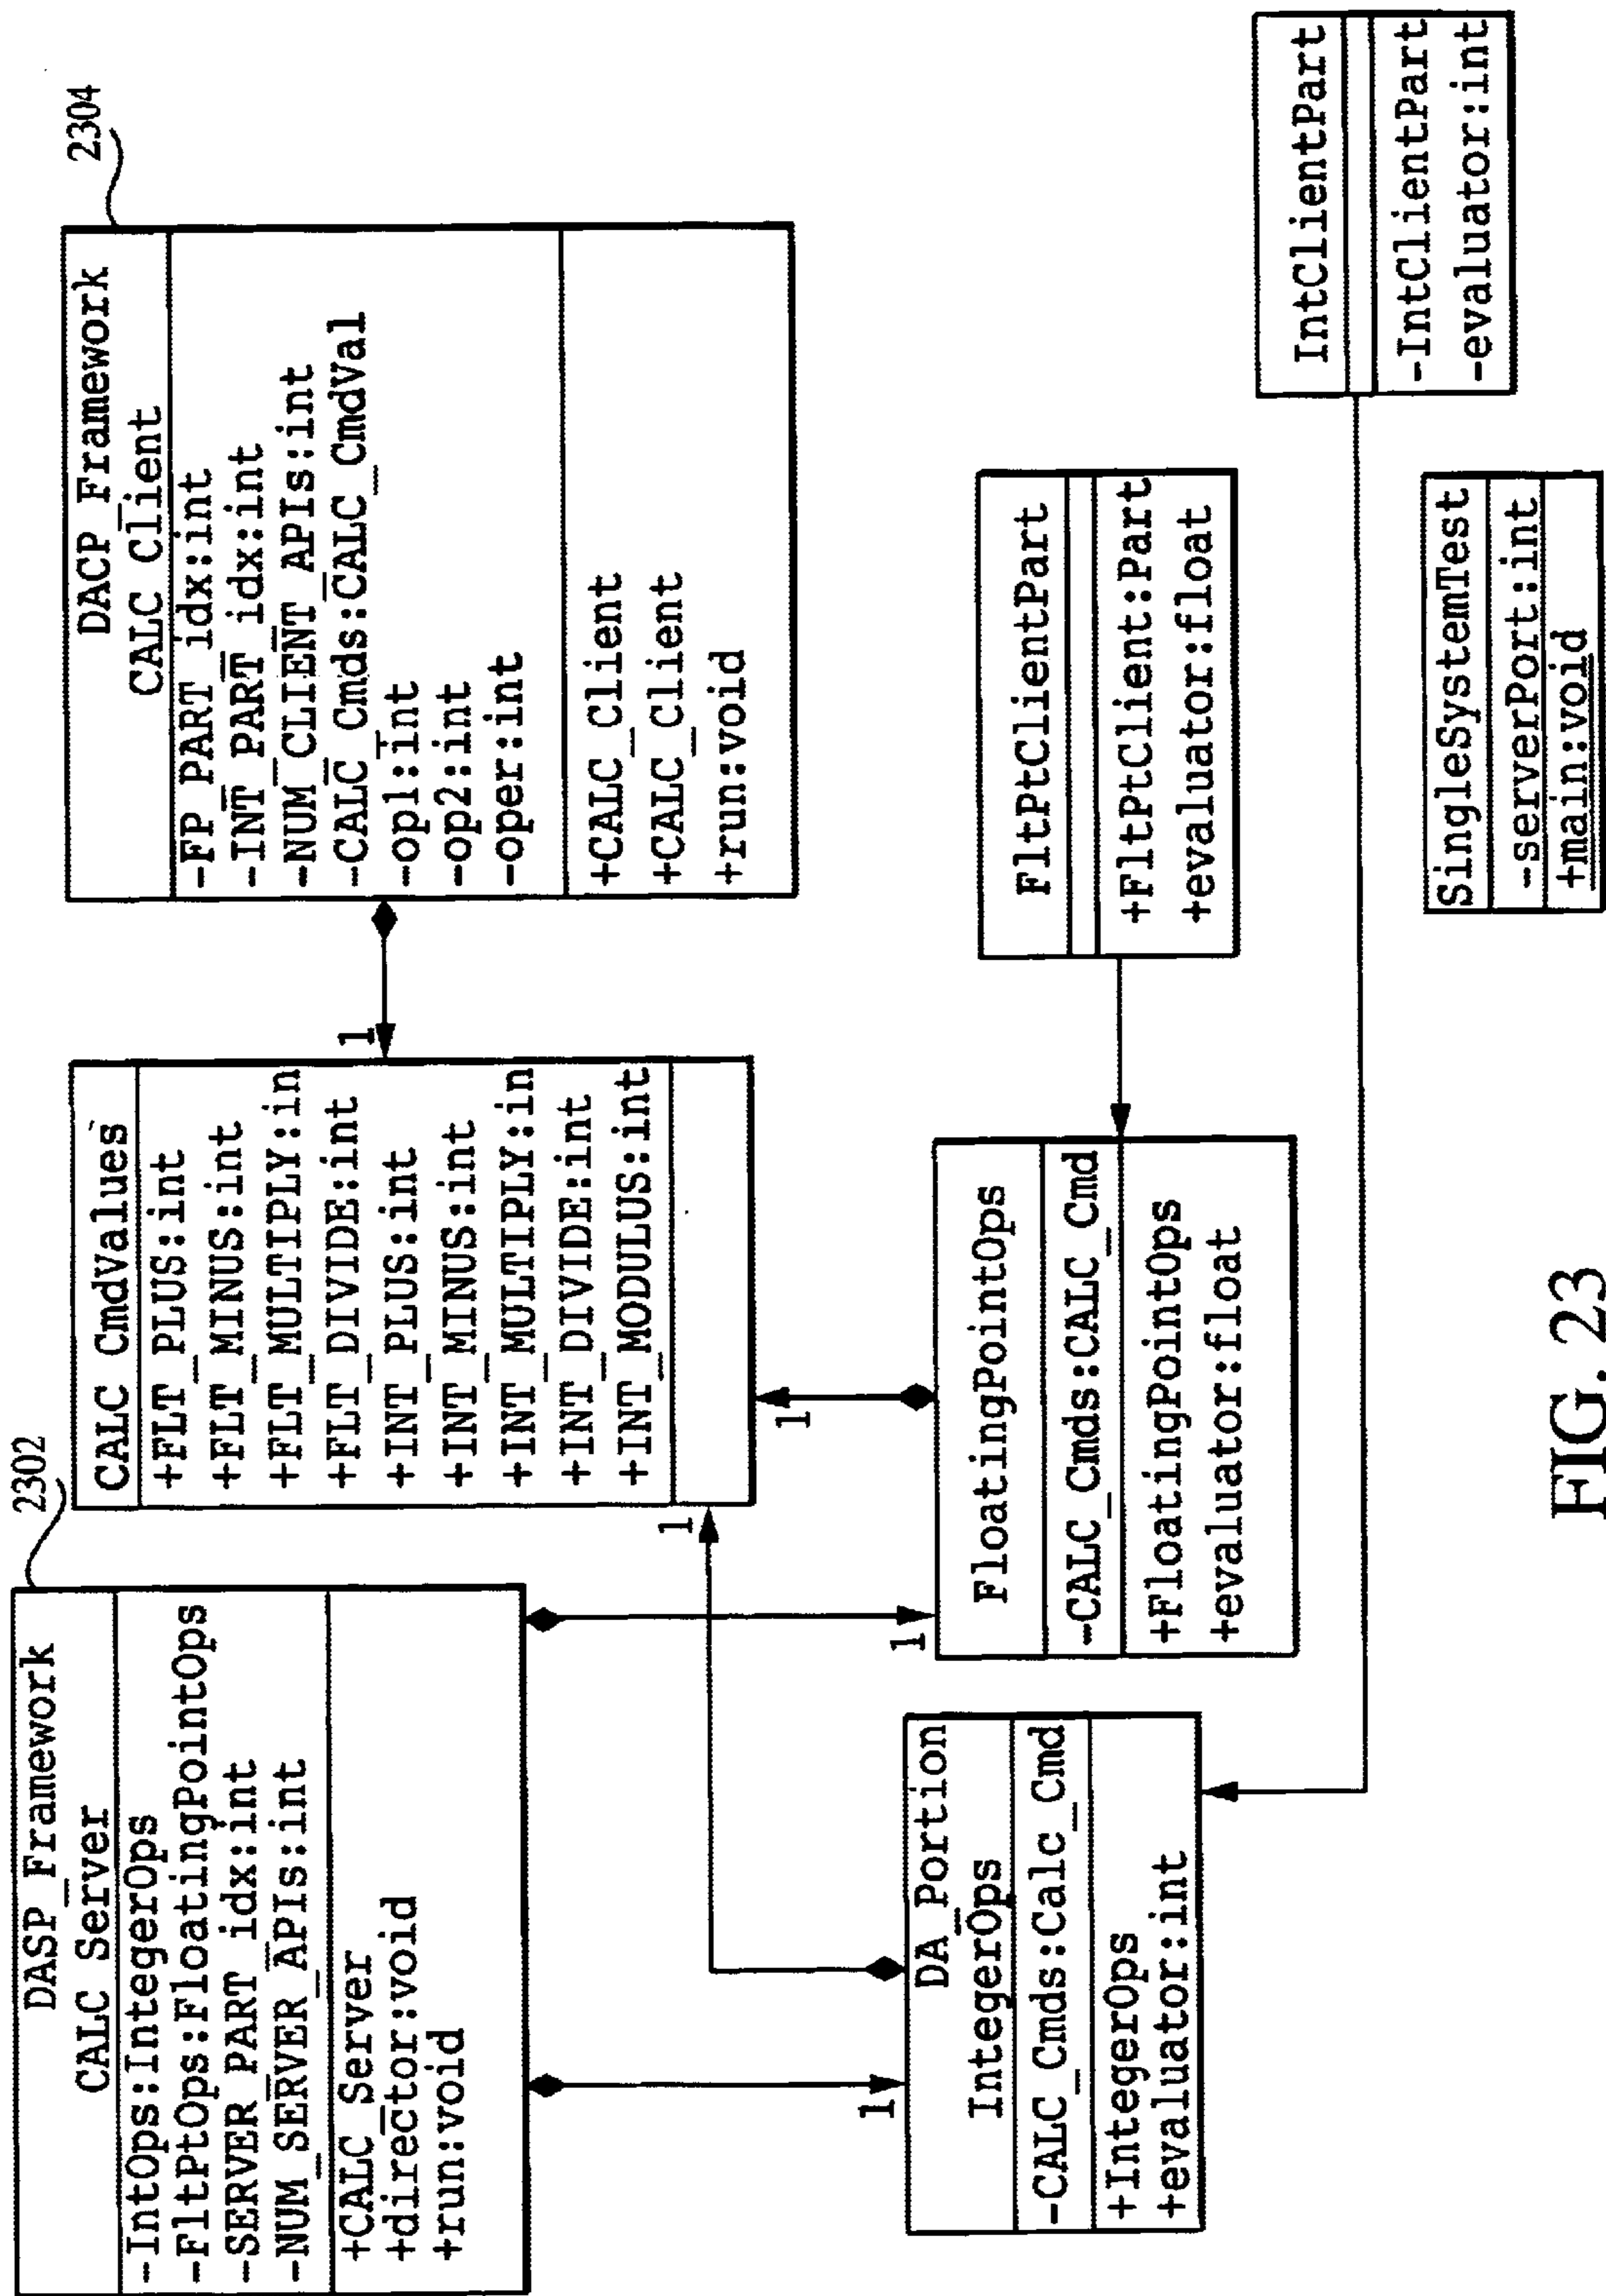 2302
DASP_Framework
CALC_Server
-IntOps:IntegerOps
-FltPtOps:FloatingPointOps
-SERVER_PART_idx:int
-NUM_SERVER_APIs:int
+CALC_Server
+director:void
+run:void
CALC_CmdValues
+FLT_PLUS:int
+FLT_MINUS:int
+FLT_MULTIPLY:in
+FLT_DIVIDE:int
+INT_PLUS:int
+INT_MINUS:int
+INT_MULTIPLY:in
+INT_DIVIDE:int
+INT_MODULUS:int
2304
DACP_Framework
CALC_Client
-FP_PART_idx:int
-INT_PART_idx:int
-NUM_CLIENT_APIs:int
-CALC_Cmds:CALC_CmdVal
-op1:int
-op2:int
-oper:int
+CALC_Client
+CALC_Client
+run:void
1
1
1
1
1
DA_Portion
IntegerOps
-CALC_Cmds:Calc_Cmd
+IntegerOps
+evaluator:int
FloatingPointOps
-CALC_Cmds:CALC_Cmd
+FloatingPointOps
+evaluator:float
FltPtClientPart
+FltPtClient:Part
+evaluator:float
IntClientPart
-IntClientPart
-evaluator:int
SingleSystemTest
-serverPort:int
+main:void
FIG. 23